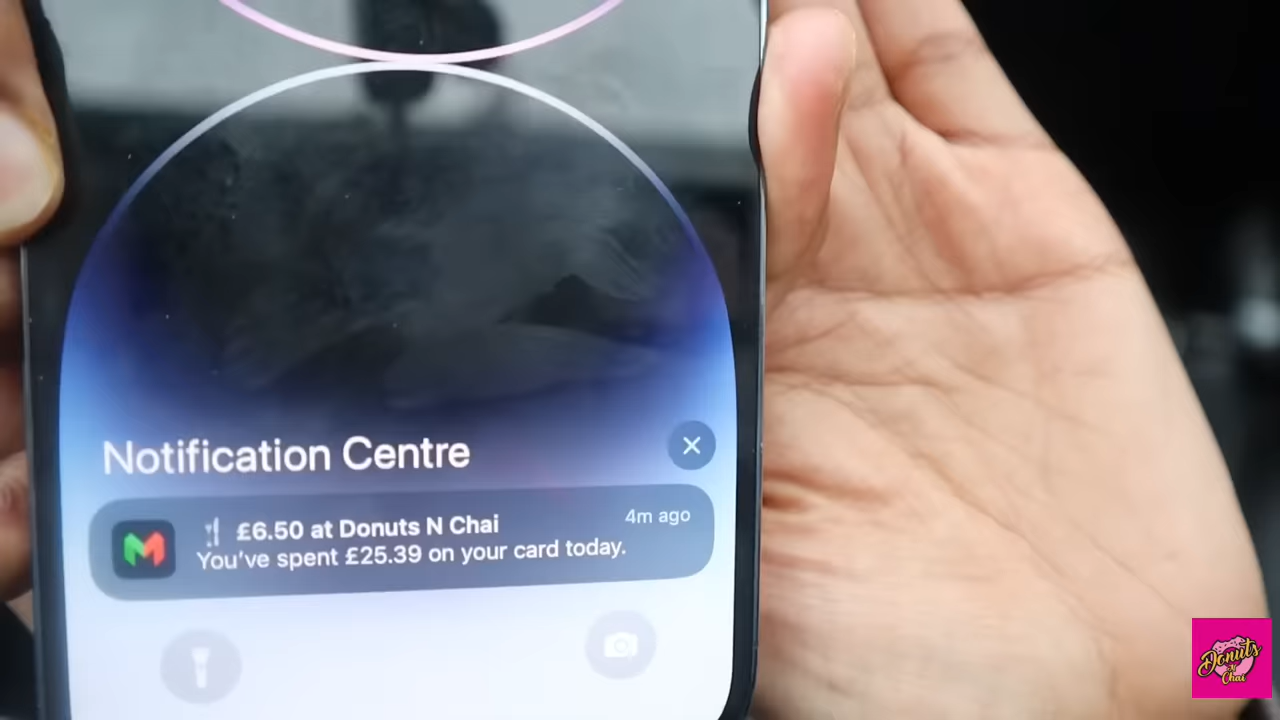 Notification Centre
£6.50 at Donuts N Chai
4m ago
You've spent £25.39 on your card today.
Donuts
N
Chai